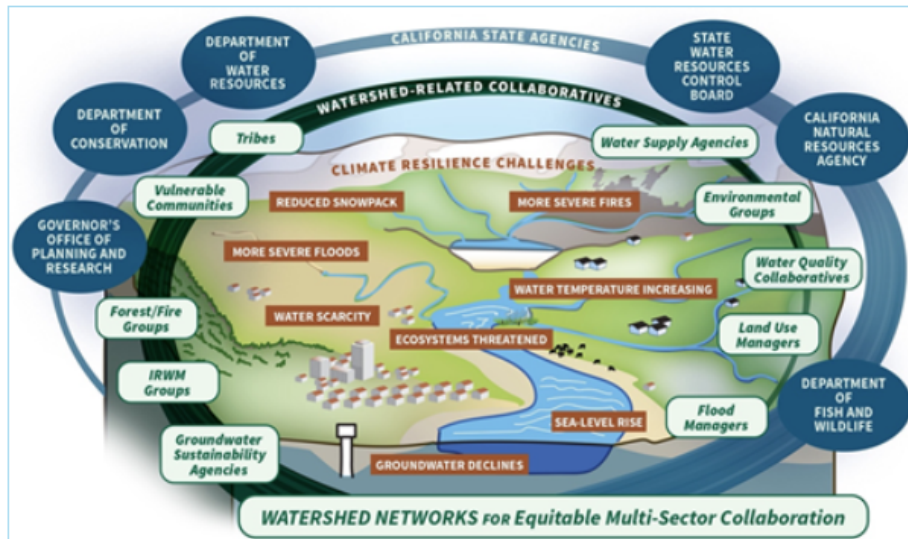 DEPARTMENT
OF
WATER
RESOURCES
CALIFORNIA STATE AGENCIES
STATE
WATER
RESOURCES
CONTROL
BOARD
DEPARTMENT
OF
CONSERVATION
WATERSHED-RELATED COLLABORATIVES
CALIFORNIA
NATURAL
RESOURCES
AGENCY
Tribes
Water Supply Agencies
CLIMATE RESILIENCE CHALLENGES
Vulnerable
Communities
REDUCED SNOWPACK
MORE SEVERE FIRES
Environmental
Groups
GOVERNOR'S
OFFICE OF
PLANNING AND
RESEARCH
MORE SEVERE FLOODS
Water Quality
Collaboratives
WATER TEMPERATURE INCREASING
Forest/Fire
Groups
WATER SCARCITY
ECOSYSTEMS THREATENED
Land Use
Managers
IRWM
Groups
DEPARTMENT
OF
FISH AND
WILDLIFE
Flood
Managers
SEA-LEVEL RISE
Groundwater
Sustainability
Agencies
GROUNDWATER DECLINES
WATERSHED NETWORKS FOR Equitable Multi-Sector Collaboration